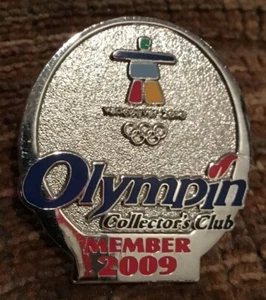 vancouver 2010
Olympin
Collector's Club
MEMBER
2009